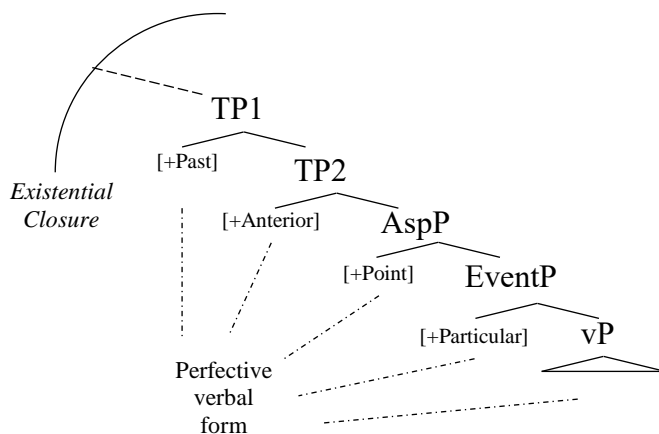 TP1
[+Past]
TP2
Existential
Closure
[+Anterior]
AspP
[+Point]
EventP
[+Particular]
vP
Perfective
verbal
form